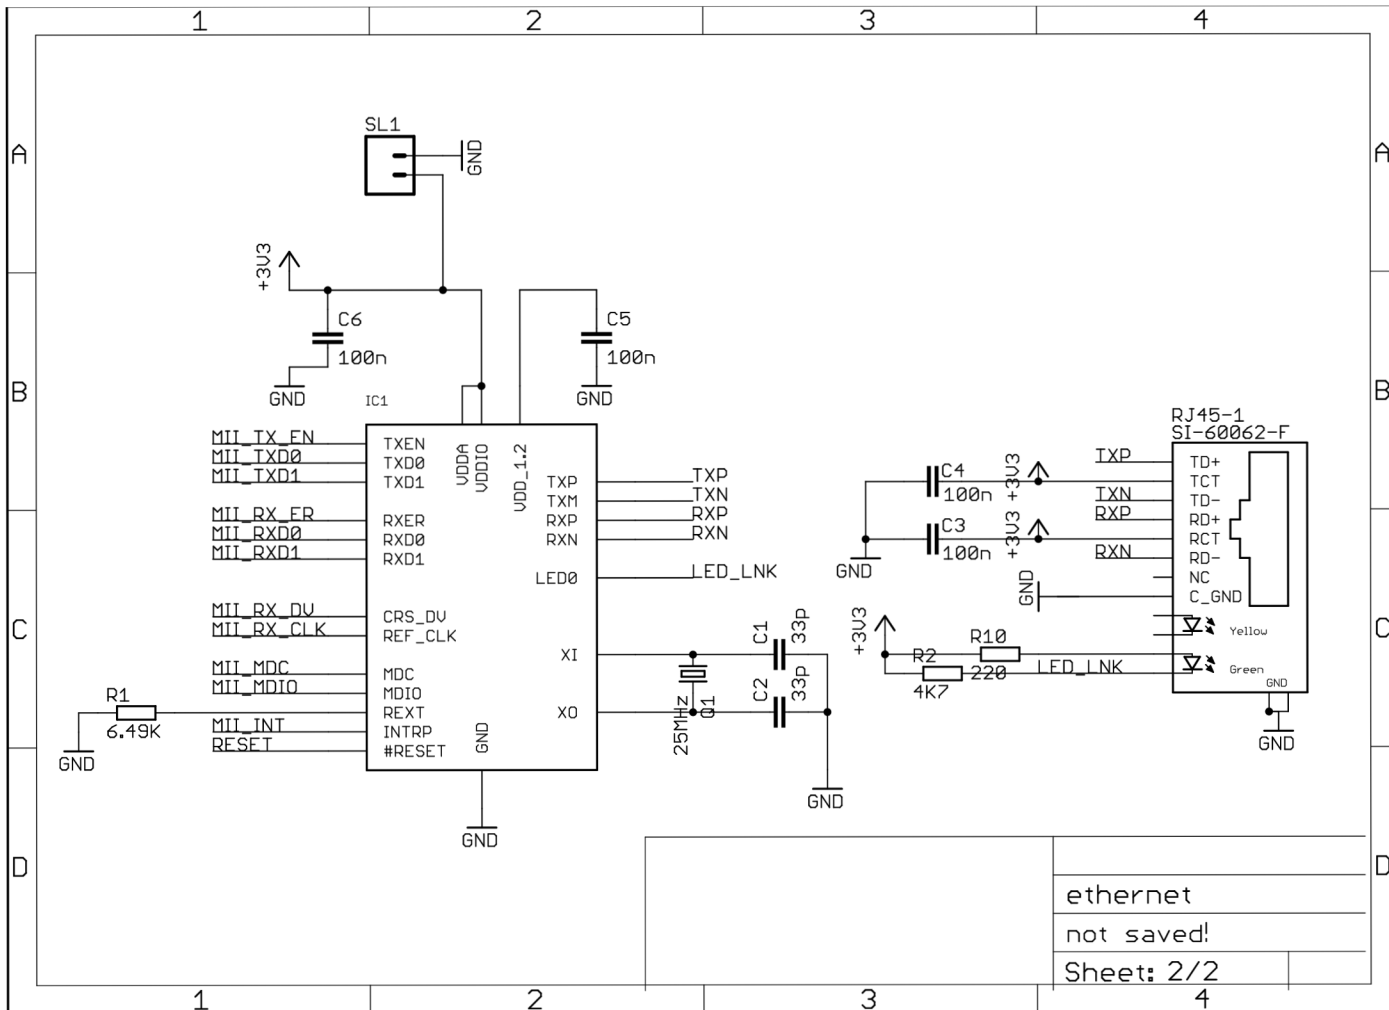 1 2 3 4
A
A
SL1
GND
+3V3
C6
100n
GND
C5
100n
GND
B
B
IC1
MII_TX_EN
MII_TXD0
MII_TXD1
MII_RX_ER
MII_RXD0
MII_RXD1
MII_RX_DV
MII_RX_CLK
MII_MDC
MII_MDIO
MII_INT
RESET
R1
6.49K
GND
TXEN
TXD0
TXD1
RXER
RXD0
RXD1
CRS_DV
REF_CLK
MDC
MDIO
REXT
INTRP
#RESET
VDDA
VDDIO
VDD_1.2
TXP
TXM
RXP
RXN
LED0
XI
XO
GND
GND
TXP
TXN
RXP
RXN
LED_LNK
C1
33p
C2
33p
25MHz
Q1
GND
C
C
RJ45-1
SI-60062-F
C4
100n
+3V3
C3
100n
+3V3
GND
GND
TXP
TXN
RXP
RXN
TD+
TCT
TD-
RD+
RCT
RD-
NC
C_GND
Yellow
Green
GND
GND
+3V3
R10
220
R2
4K7
LED_LNK
D
D
ethernet
not saved!
Sheet: 2/2
1 2 3 4